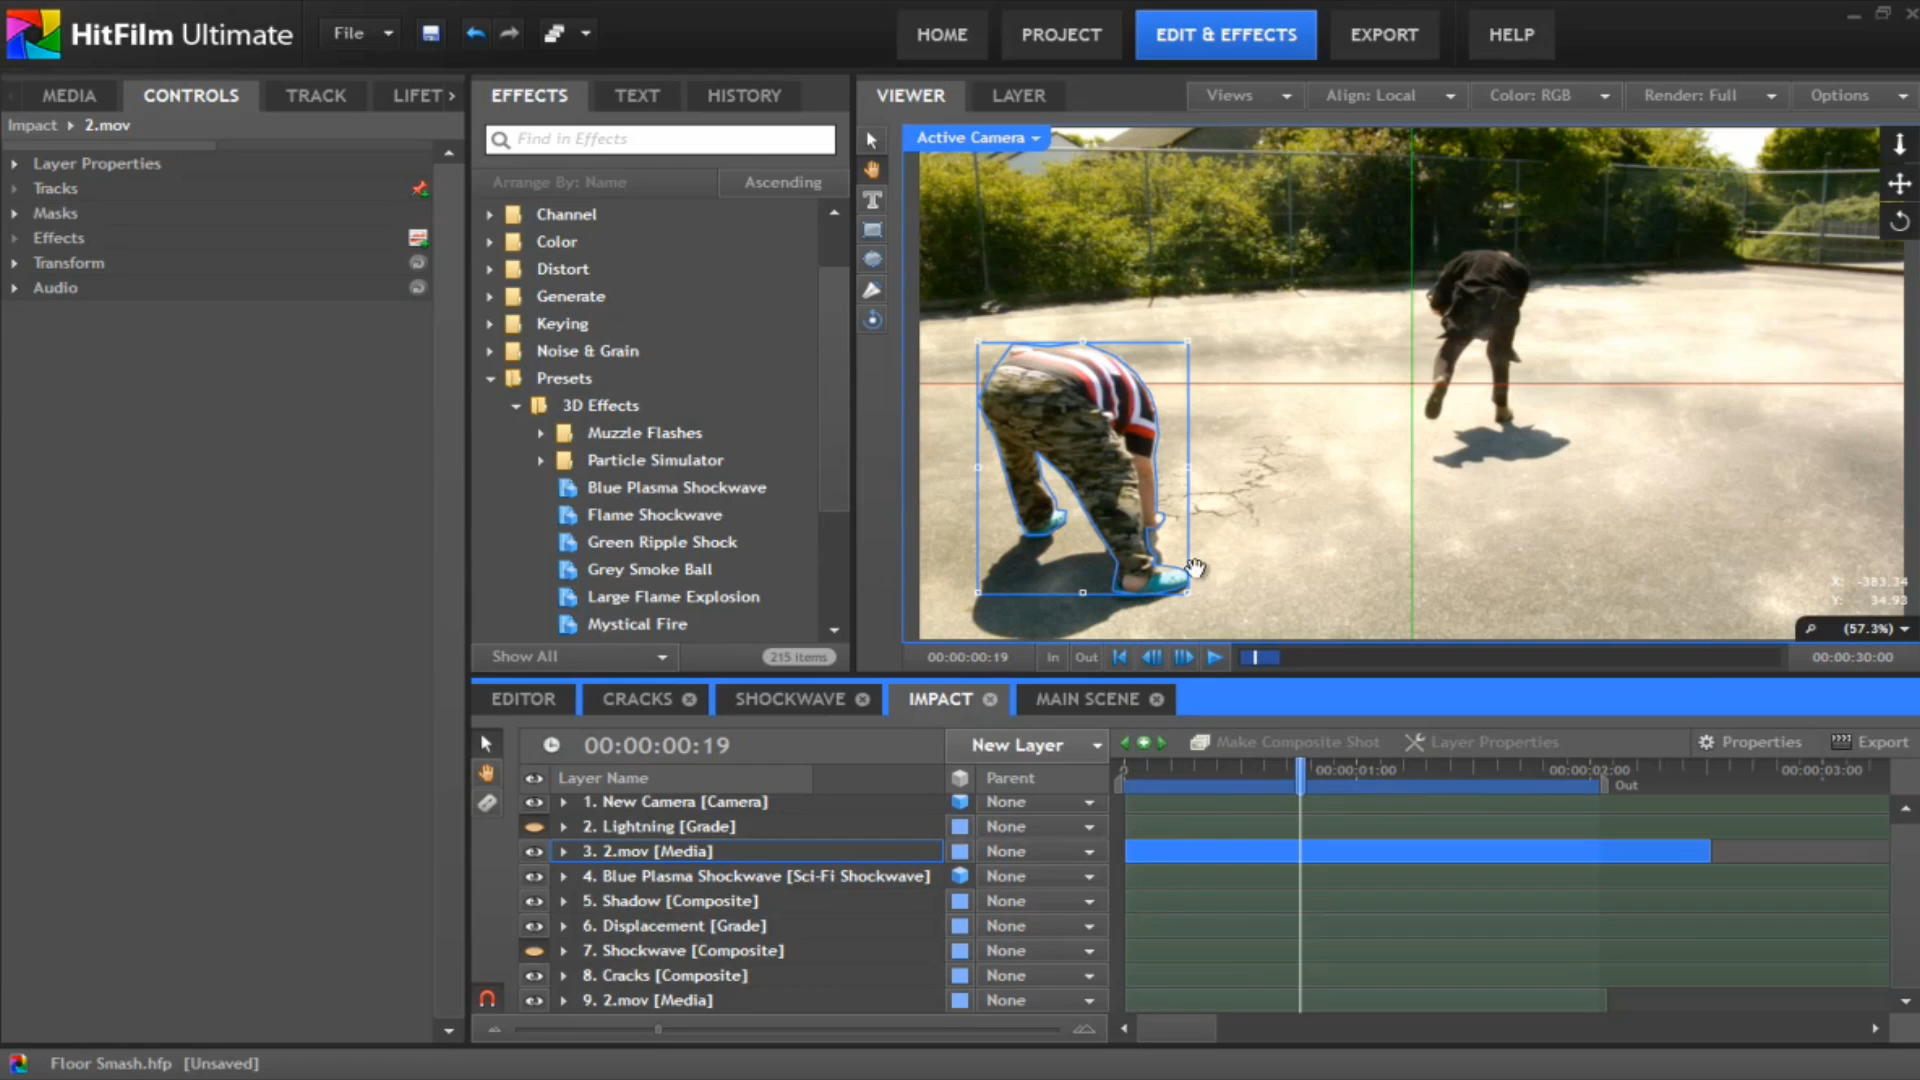 HitFilm Ultimate
File
HOME
PROJECT
EDIT & EFFECTS
EXPORT
HELP
MEDIA
CONTROLS
TRACK
LIFET
Impact
2.mov
Layer Properties
Tracks
Masks
Effects
Transform
Audio
EFFECTS
TEXT
HISTORY
Find in Effects
Arrange By: Name
Ascending
Channel
Color
Distort
Generate
Keying
Noise & Grain
Presets
3D Effects
Muzzle Flashes
Particle Simulator
Blue Plasma Shockwave
Flame Shockwave
Green Ripple Shock
Grey Smoke Ball
Large Flame Explosion
Mystical Fire
Show All
215 Items
VIEWER
LAYER
Views
Align: Local
Color: RGB
Render: Full
Options
Active Camera
X: -383.34
Y: 34.93
(57.3%)
00:00:00:19
In
Out
00:00:30:00
EDITOR
CRACKS
SHOCKWAVE
IMPACT
MAIN SCENE
00:00:00:19
New Layer
Make Composite Shot
Layer Properties
Properties
Export
Layer Name
Parent
0
00:00:01:00
00:00:02:00
00:00:03:00
Out
1. New Camera [Camera] None
2. Lightning [Grade] None
3. 2.mov [Media] None
4. Blue Plasma Shockwave [Sci-Fi Shockwave] None
5. Shadow [Composite] None
6. Displacement [Grade] None
7. Shockwave [Composite] None
8. Cracks [Composite] None
9. 2.mov [Media] None
Floor Smash.hfp [Unsaved]